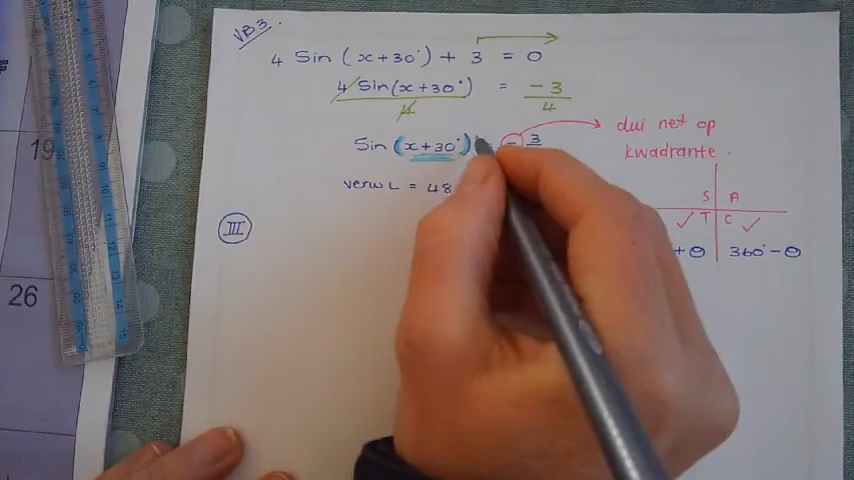 VB3.
4 Sin (x+30°) + 3 = 0
4 Sin(x+30°) = -3
4 4
Sin (x+30°) - 3
dui net op
kwadrante.
verw L = 48
S A
T C
III
+ θ 360° - θ
19
26